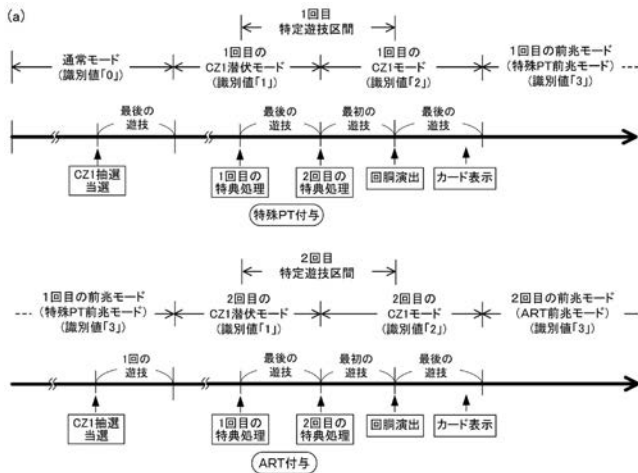 (a)
1回目
特定遊技区間
通常モード
(識別値「0」)
1回目の
CZ1潜伏モード
(識別値「1」)
1回目の
CZ1モード
(識別値「2」)
1回目の前兆モード
(特殊PT前兆モード)
(識別値「3」)
最後の
遊技
最後の
遊技
最初の
遊技
最後の
遊技
CZ1抽選
当選
1回目の
特典処理
2回目の
特典処理
回胴演出
カード表示
特殊PT付与
2回目
特定遊技区間
1回目の前兆モード
(特殊PT前兆モード)
(識別値「3」)
2回目の
CZ1潜伏モード
(識別値「1」)
2回目の
CZ1モード
(識別値「2」)
2回目の前兆モード
(ART前兆モード)
(識別値「3」)
1回の
遊技
最後の
遊技
最初の
遊技
最後の
遊技
CZ1抽選
当選
1回目の
特典処理
2回目の
特典処理
回胴演出
カード表示
ART付与